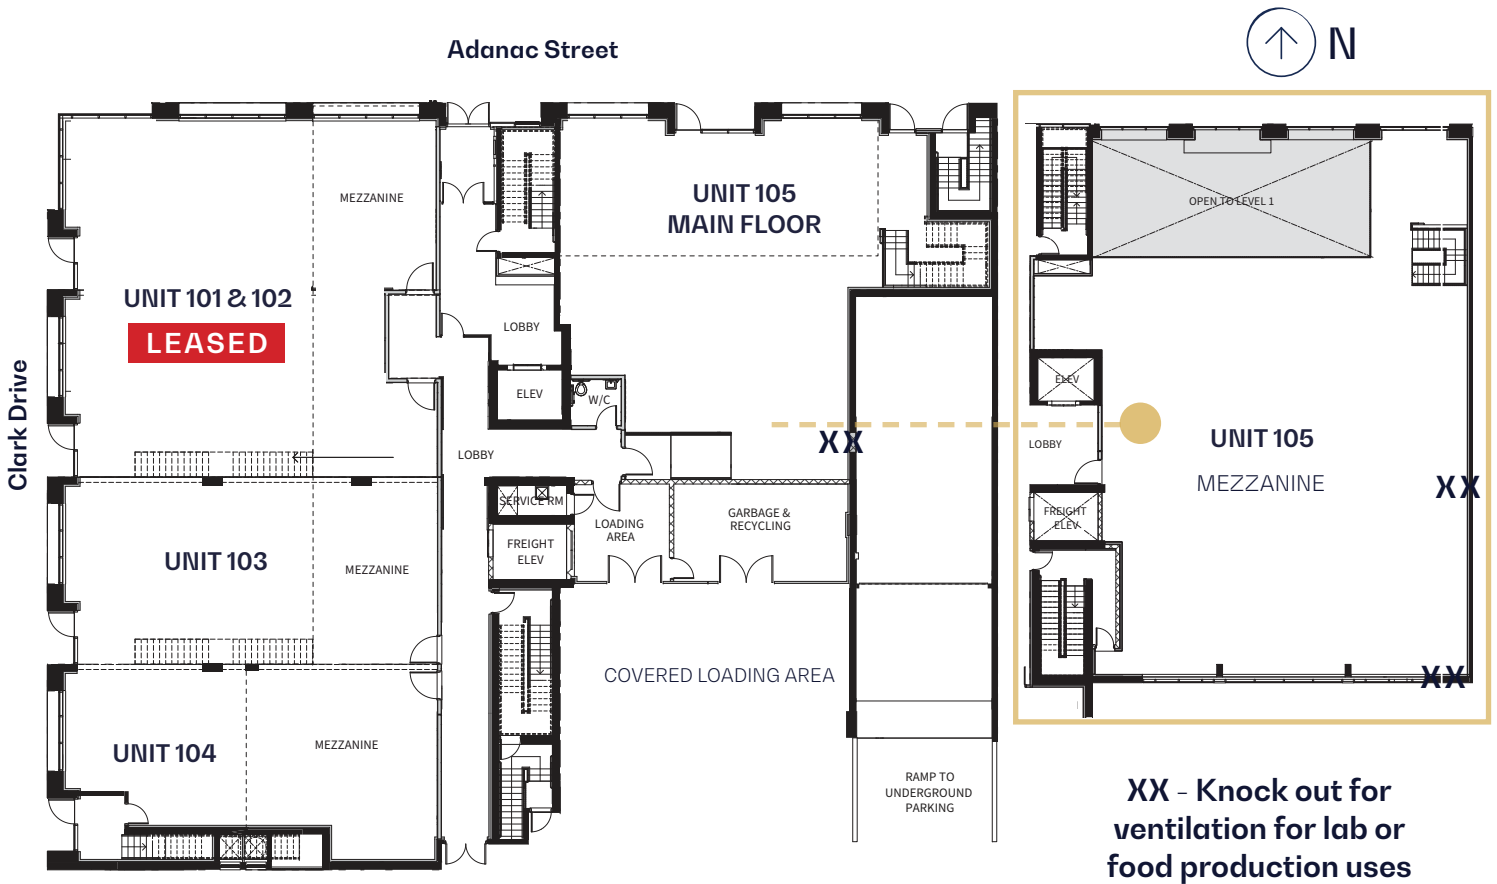 Adanac Street
N
Clark Drive
MEZZANINE
UNIT 101 & 102
LEASED
LOBBY
ELEV
W/C
UNIT 105
MAIN FLOOR
XX
LOBBY
SERVICE RM
FREIGHT
ELEV
LOADING
AREA
GARBAGE &
RECYCLING
UNIT 103
MEZZANINE
COVERED LOADING AREA
UNIT 104
MEZZANINE
RAMP TO
UNDERGROUND
PARKING
OPEN TO LEVEL 1
ELEV
LOBBY
UNIT 105
MEZZANINE
XX
FREIGHT
ELEV
XX
XX - Knock out for
ventilation for lab or
food production uses